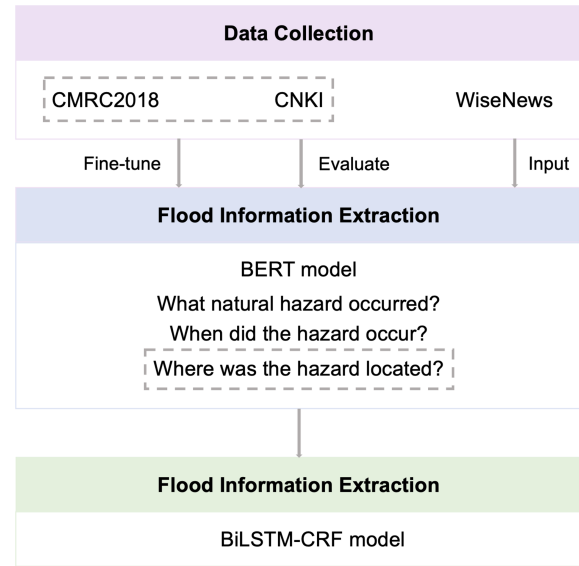 Data Collection
CMRC2018 CNKI WiseNews
Fine-tune Evaluate Input
Flood Information Extraction
BERT model
What natural hazard occurred?
When did the hazard occur?
Where was the hazard located?
Flood Information Extraction
BiLSTM-CRF model